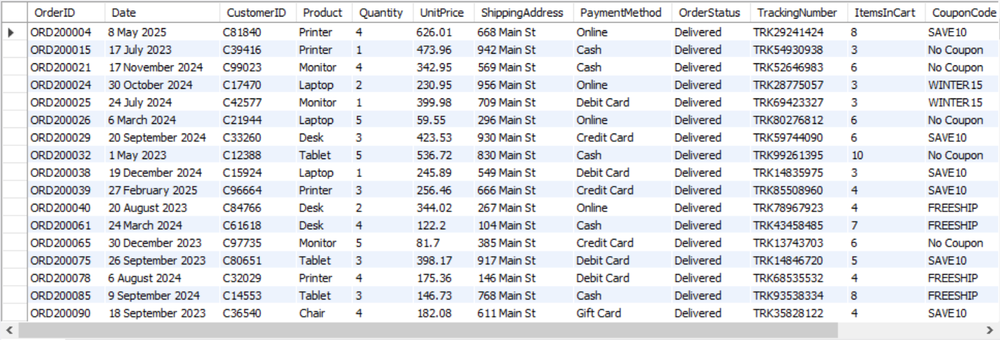 OrderID Date CustomerID Product Quantity UnitPrice ShippingAddress PaymentMethod OrderStatus TrackingNumber ItemsInCart CouponCode
ORD200004 8 May 2025 C81840 Printer 4 626.01 668 Main St Online Delivered TRK29241424 8 SAVE10
ORD200015 17 July 2023 C39416 Printer 1 473.96 942 Main St Cash Delivered TRK54930938 3 No Coupon
ORD200021 17 November 2024 C99023 Monitor 4 342.95 569 Main St Cash Delivered TRK52646983 6 No Coupon
ORD200024 30 October 2024 C17470 Laptop 2 230.95 956 Main St Online Delivered TRK28775057 3 WINTER15
ORD200025 24 July 2024 C42577 Monitor 1 399.98 709 Main St Debit Card Delivered TRK69423327 3 WINTER15
ORD200026 6 March 2024 C21944 Laptop 5 59.55 296 Main St Online Delivered TRK80276812 6 No Coupon
ORD200029 20 September 2024 C33260 Desk 3 423.53 930 Main St Credit Card Delivered TRK59744090 6 SAVE10
ORD200032 1 May 2023 C12388 Tablet 5 536.72 830 Main St Cash Delivered TRK99261395 10 No Coupon
ORD200038 19 December 2024 C15924 Laptop 1 245.89 549 Main St Debit Card Delivered TRK14835975 3 SAVE10
ORD200039 27 February 2025 C96664 Printer 3 256.46 666 Main St Credit Card Delivered TRK85508960 4 SAVE10
ORD200040 20 August 2023 C84766 Desk 2 344.02 267 Main St Online Delivered TRK78967923 4 FREESHIP
ORD200061 24 March 2024 C61618 Desk 4 122.2 104 Main St Cash Delivered TRK43458485 7 FREESHIP
ORD200065 30 December 2023 C97735 Monitor 5 81.7 385 Main St Credit Card Delivered TRK13743703 6 No Coupon
ORD200075 26 September 2023 C80651 Tablet 3 398.17 917 Main St Debit Card Delivered TRK14846720 5 SAVE10
ORD200078 6 August 2024 C32029 Printer 4 175.36 146 Main St Debit Card Delivered TRK68535532 4 FREESHIP
ORD200085 9 September 2024 C14553 Tablet 3 146.73 768 Main St Cash Delivered TRK93538334 8 FREESHIP
ORD200090 18 September 2023 C36540 Chair 4 182.08 611 Main St Gift Card Delivered TRK35828122 4 SAVE10